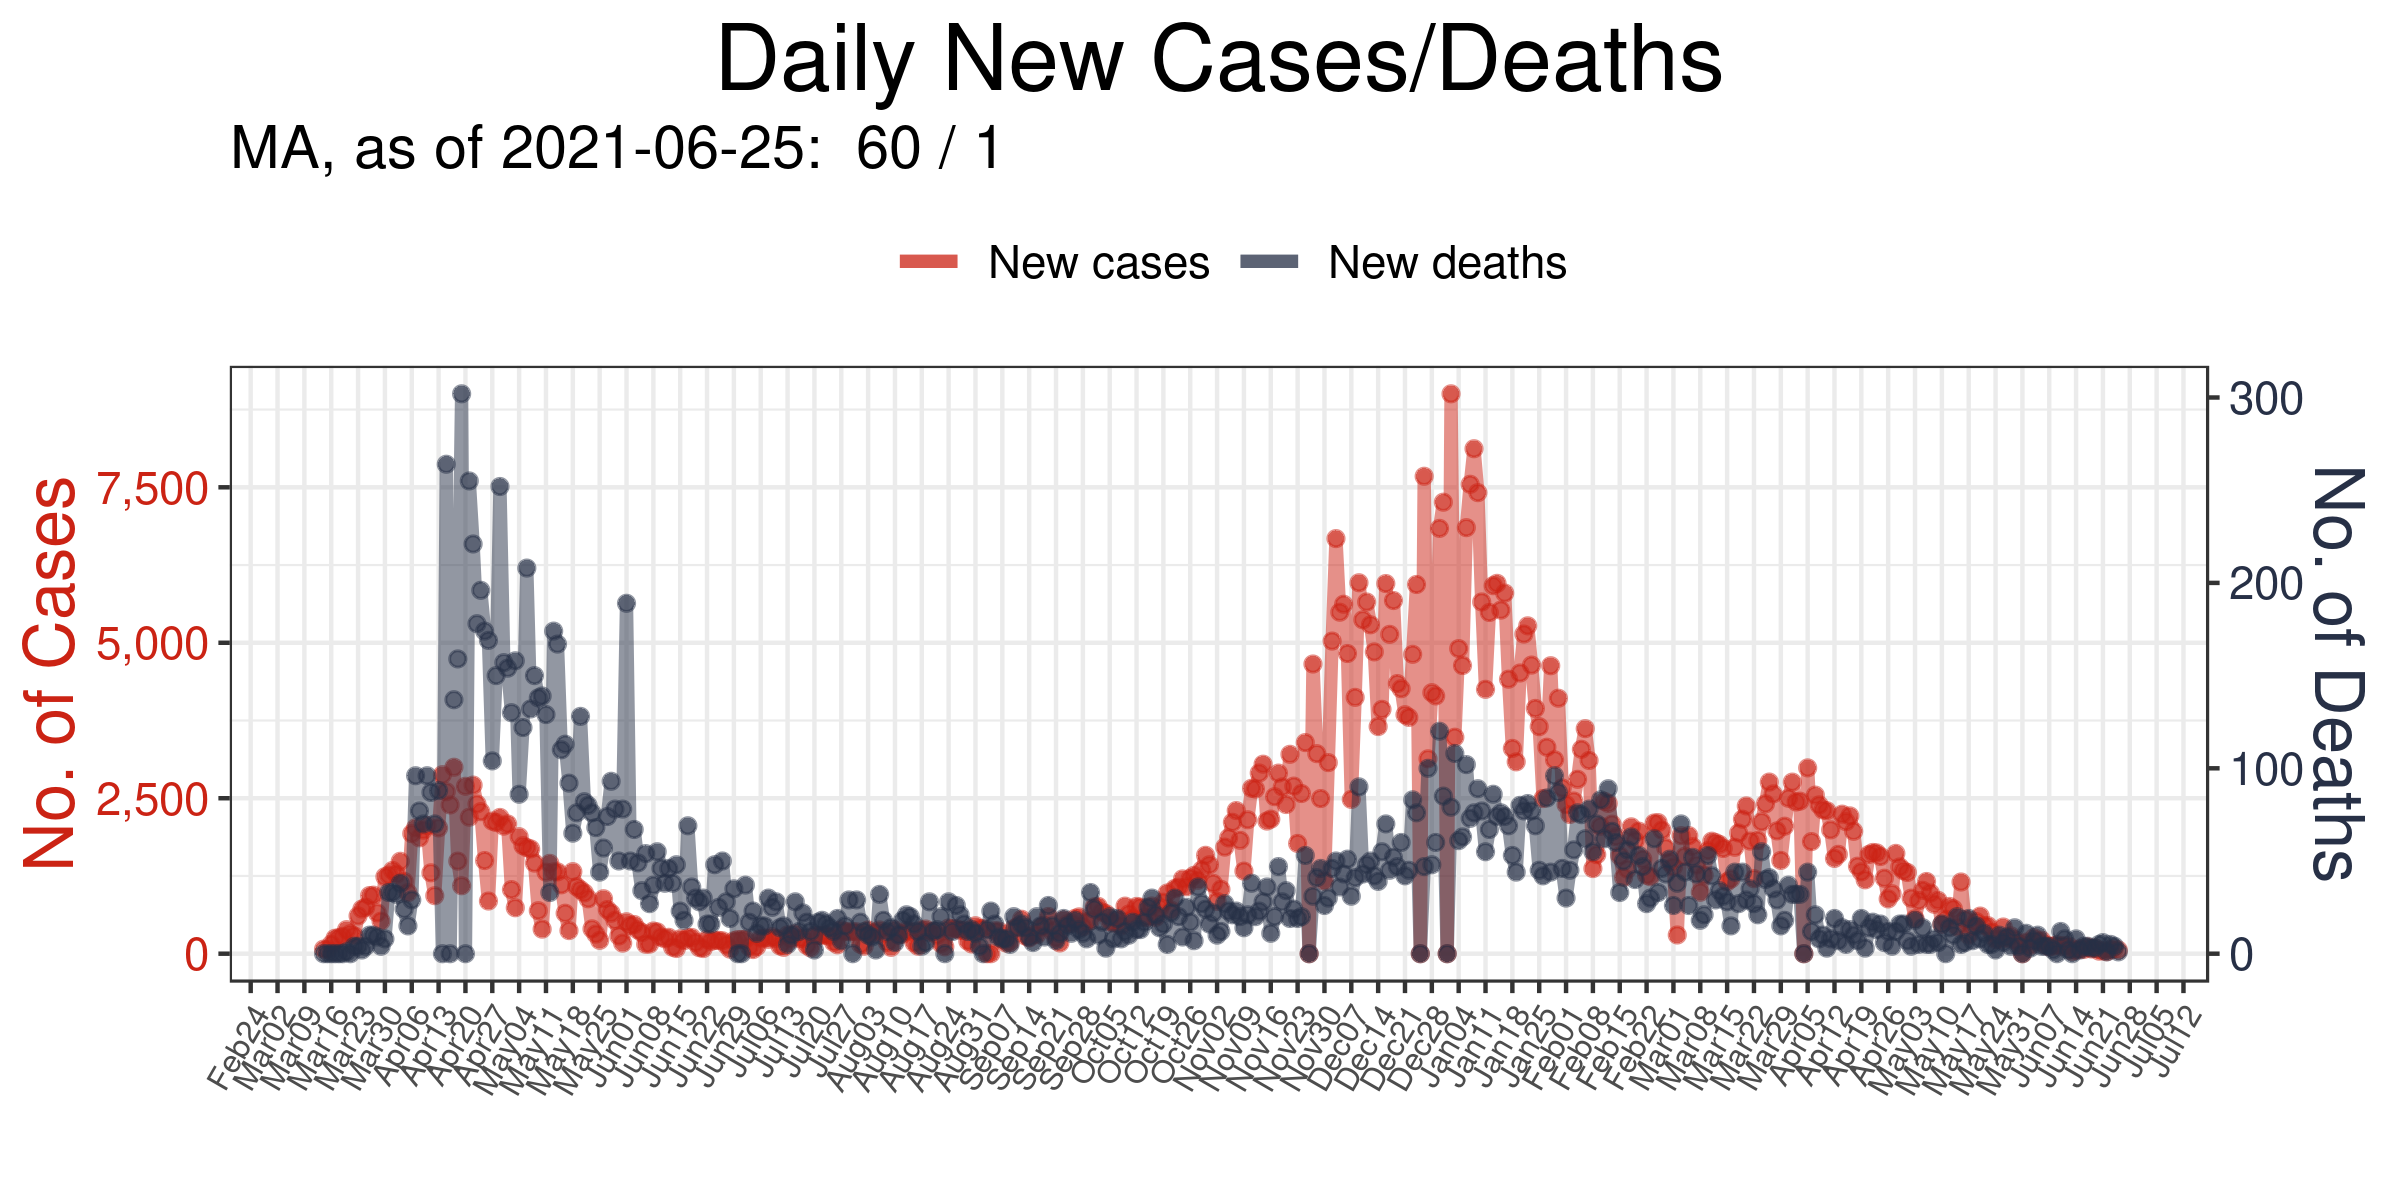 Daily New Cases/Deaths
MA, as of 2021-06-25:  60 / 1
New cases
New deaths
No. of Cases
7,500
5,000
2,500
0
300
200
100
0
No. of Deaths
Feb24
Mar02
Mar09
Mar16
Mar23
Mar30
Apr06
Apr13
Apr20
Apr27
May04
May11
May18
May25
Jun01
Jun08
Jun15
Jun22
Jun29
Jul06
Jul13
Jul20
Jul27
Aug03
Aug10
Aug17
Aug24
Aug31
Sep07
Sep14
Sep21
Sep28
Oct05
Oct12
Oct19
Oct26
Nov02
Nov09
Nov16
Nov23
Nov30
Dec07
Dec14
Dec21
Dec28
Jan04
Jan11
Jan18
Jan25
Feb01
Feb08
Feb15
Feb22
Mar01
Mar08
Mar15
Mar22
Mar29
Mar05
Apr12
Apr19
Apr26
May03
May10
May17
May24
May31
May07
Jun14
Jun21
Jun28
Jul05
Jul12